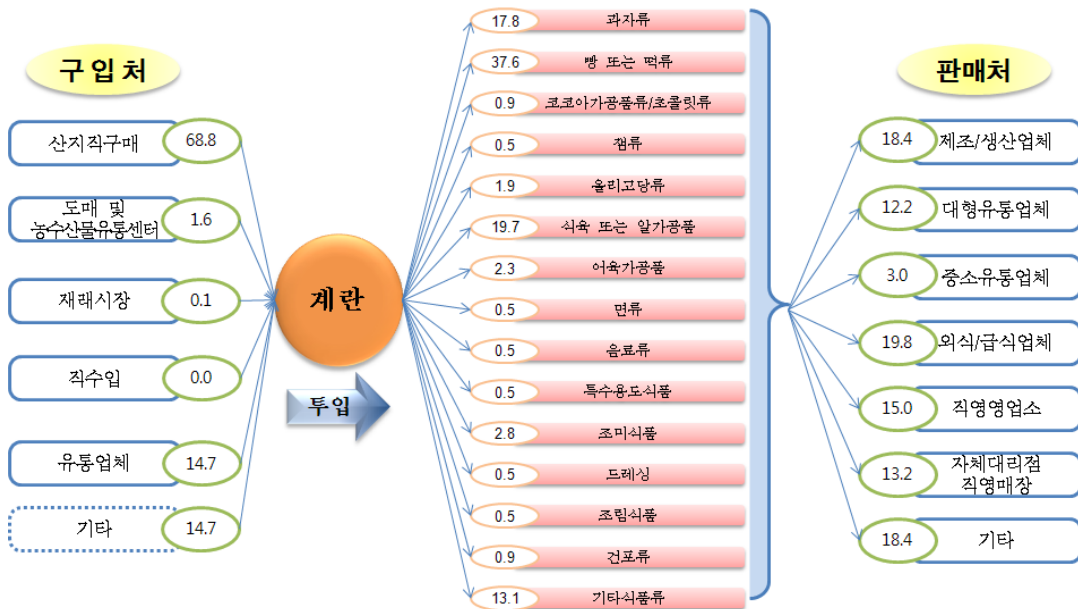 구입처
산지직구매
68.8
도매 및
농수산물유통센터
1.6
재래시장
0.1
직수입
0.0
유통업체
14.7
기타
14.7
계란
투입
17.8
과자류
37.6
빵 또는 떡류
0.9
코코아가공품류/초콜릿류
0.5
잼류
1.9
올리고당류
19.7
식육 또는 알가공품
2.3
어육가공품
0.5
면류
0.5
음료류
0.5
특수용도식품
2.8
조미식품
0.5
드레싱
0.5
조림식품
0.9
건포류
13.1
기타식품류
판매처
18.4
제조/생산업체
12.2
대형유통업체
3.0
중소유통업체
19.8
외식/급식업체
15.0
직영영업소
13.2
자체대리점
직영매장
18.4
기타